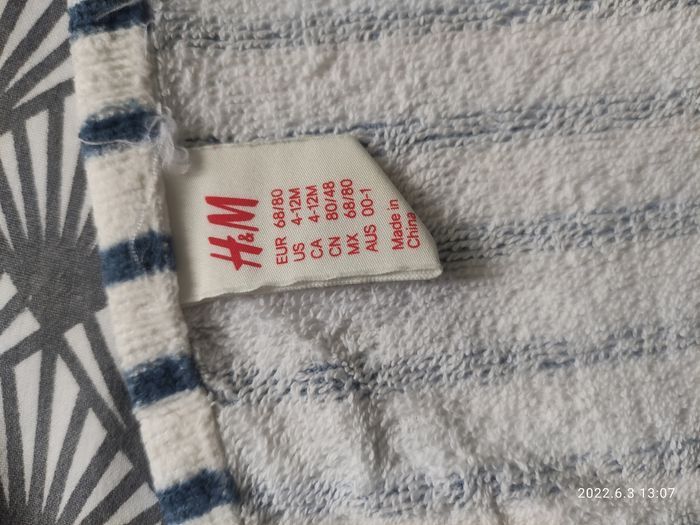 H&M
EUR 68/80
US 4-12M
CA 4-12M
CN 80/48
MX 68/80
AUS 00-1
Made in
China
2022.6.3 13:07